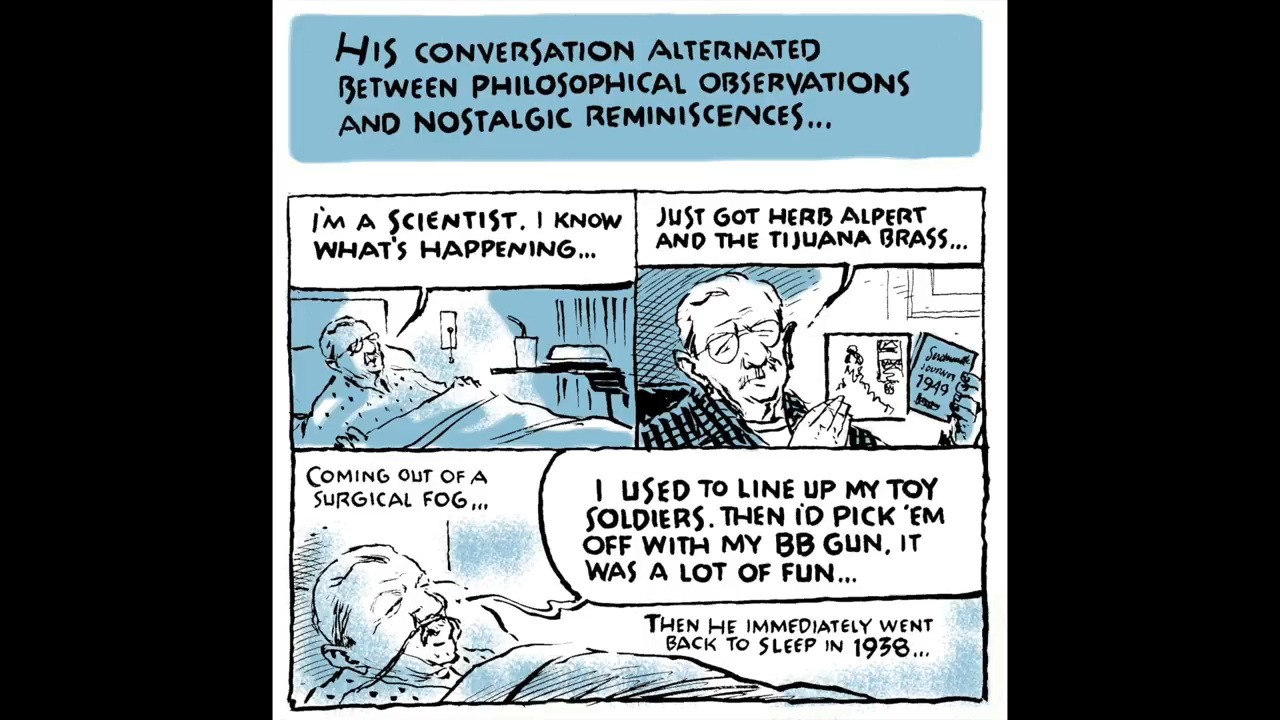 HIS CONVERSATION ALTERNATED
BETWEEN PHILOSOPHICAL OBSERVATIONS
AND NOSTALGIC REMINISCENCES...
I'M A SCIENTIST. I KNOW
WHAT'S HAPPENING...
JUST GOT HERB ALPERT
AND THE TIJUANA BRASS...
JOURNEY
1949
COMING OUT OF A
SURGICAL FOG...
I USED TO LINE UP MY TOY
SOLDIERS. THEN I'D PICK 'EM
OFF WITH MY BB GUN. IT
WAS A LOT OF FUN...
THEN HE IMMEDIATELY WENT
BACK TO SLEEP IN 1938...